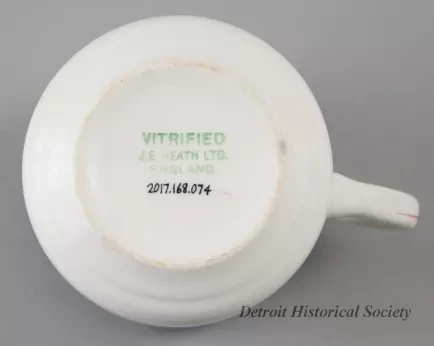 VITRIFIED
J.E. HEATH LTD.
ENGLAND
2017.168.074
Detroit Historical Society